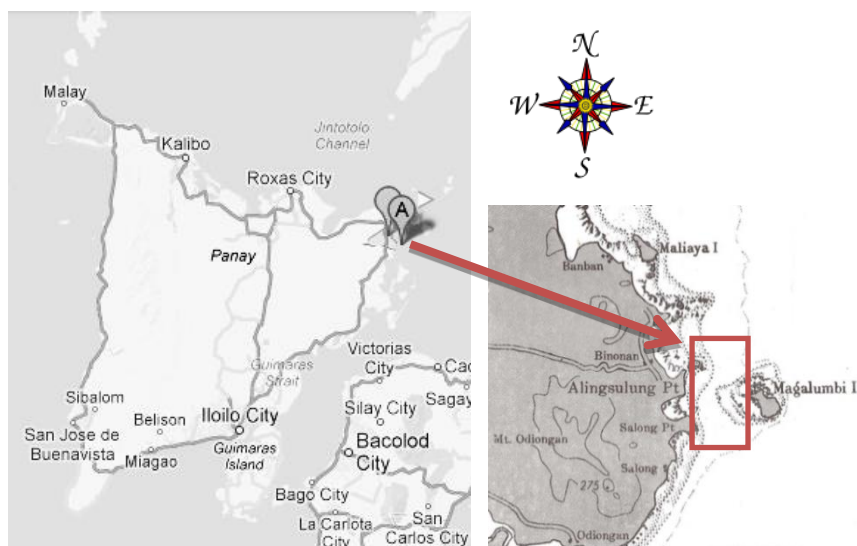 Malay
Kalibo
Jintotolo
Channel
Roxas City
A
Panay
Guimaras
Strait
Victorias
City
Cad
Sagay
Silay City
Sibalom
Iloilo City
Belison
San Jose de
Buenavista
Miagao
Guimaras
Island
Bacolod
City
Bago City
La Carlota
City
San
Carlos City
N
W
E
S
Maliaya I
Banban
Binonan
Alingsulung Pt
Magalumbi I
Mt. Odiongan
Salong Pt
Salong
275
Odiongan